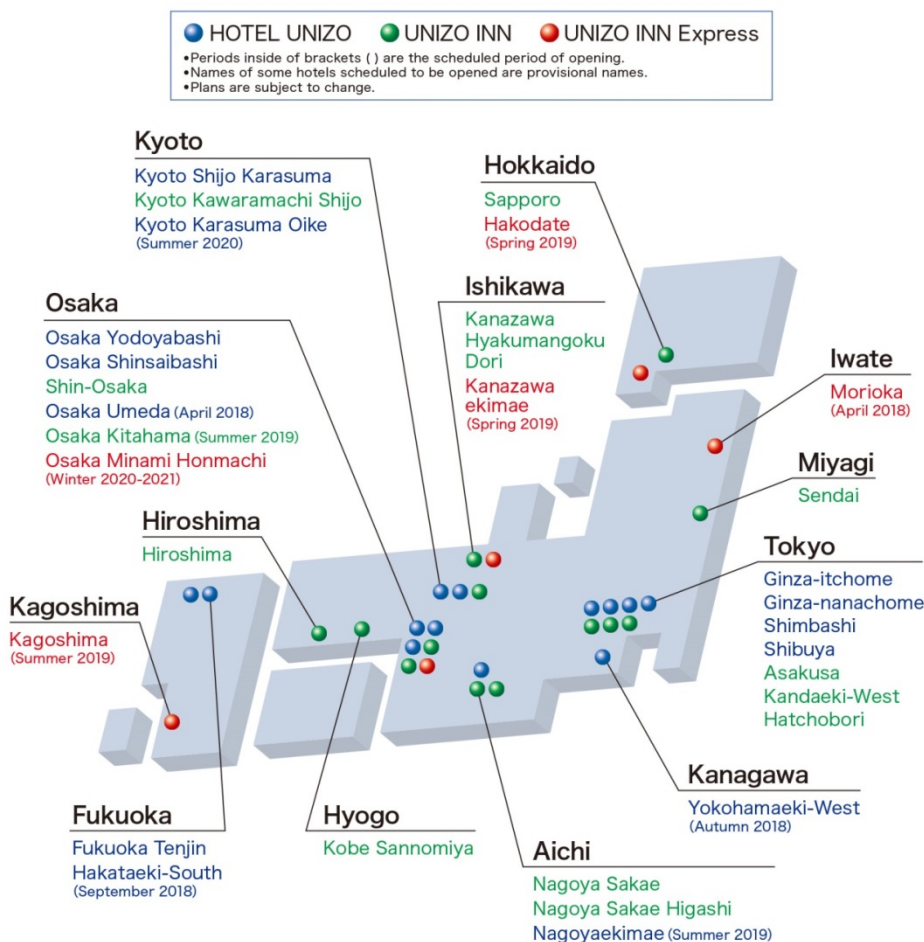 HOTEL UNIZO UNIZO INN UNIZO INN Express
•Periods inside of brackets ( ) are the scheduled period of opening.
•Names of some hotels scheduled to be opened are provisional names.
•Plans are subject to change.
Kyoto
Kyoto Shijo Karasuma
Kyoto Kawaramachi Shijo
Kyoto Karasuma Oike
(Summer 2020)
Hokkaido
Sapporo
Hakodate
(Spring 2019)
Osaka
Osaka Yodoyabashi
Osaka Shinsaibashi
Shin-Osaka
Osaka Umeda (April 2018)
Osaka Kitahama (Summer 2019)
Osaka Minami Honmachi
(Winter 2020-2021)
Ishikawa
Kanazawa
Hyakumangoku
Dori
Kanazawa
ekimae
(Spring 2019)
Iwate
Morioka
(April 2018)
Miyagi
Sendai
Hiroshima
Hiroshima
Tokyo
Ginza-itchome
Ginza-nanachome
Shimbashi
Shibuya
Asakusa
Kandaeki-West
Hatchobori
Kagoshima
Kagoshima
(Summer 2019)
Kanagawa
Yokohamaeki-West
(Autumn 2018)
Fukuoka
Fukuoka Tenjin
Hakataeki-South
(September 2018)
Hyogo
Kobe Sannomiya
Aichi
Nagoya Sakae
Nagoya Sakae Higashi
Nagoyaekimae (Summer 2019)